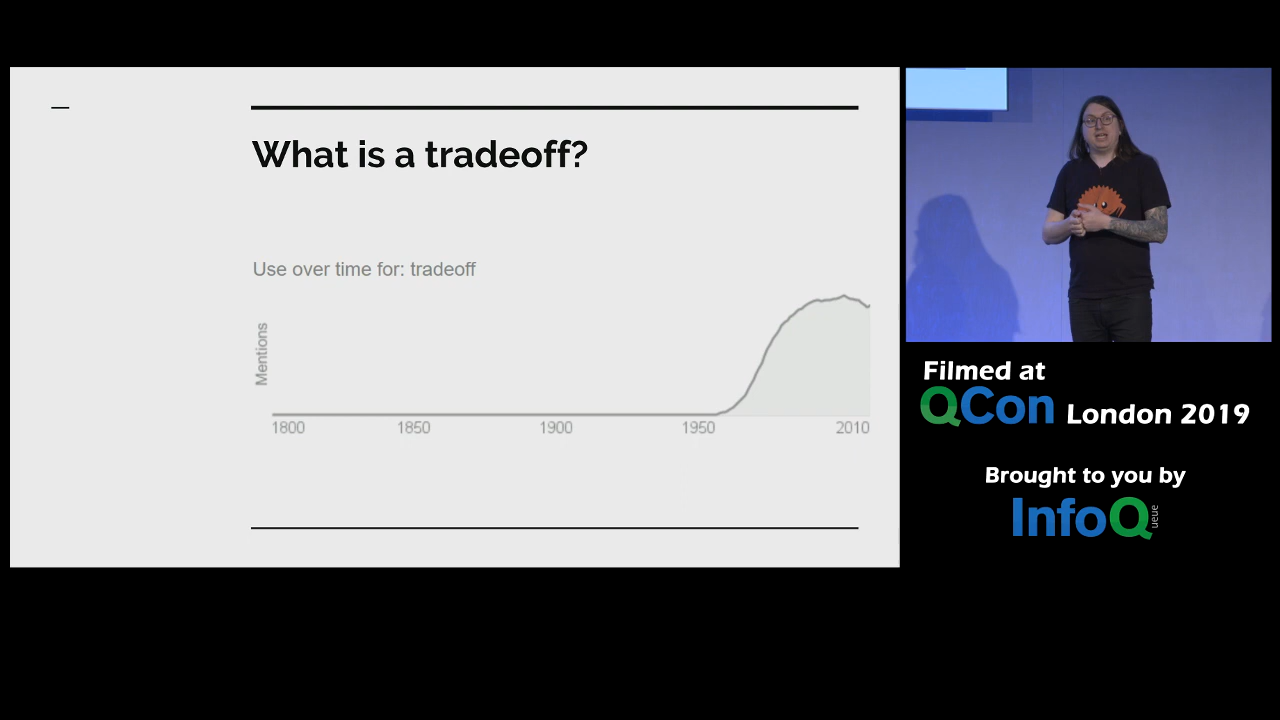 What is a tradeoff?
Use over time for: tradeoff
Mentions
1800 1850 1900 1950 2010
Filmed at
QCon London 2019
Brought to you by
InfoQ
ueue